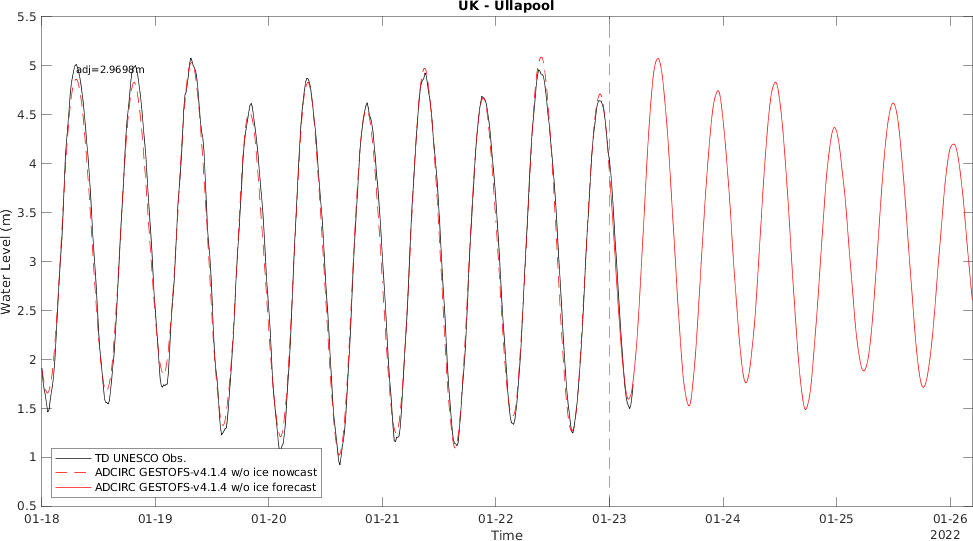 UK - Ullapool
5.5
5
4.5
4
3.5
3
2.5
2
1.5
1
0.5
Water Level (m)
adj=2.9698m
TD UNESCO Obs.
ADCIRC GESTOFS-v4.1.4 w/o ice nowcast
ADCIRC GESTOFS-v4.1.4 w/o ice forecast
01-18 01-19 01-20 01-21 01-22 01-23 01-24 01-25 01-26
2022
Time